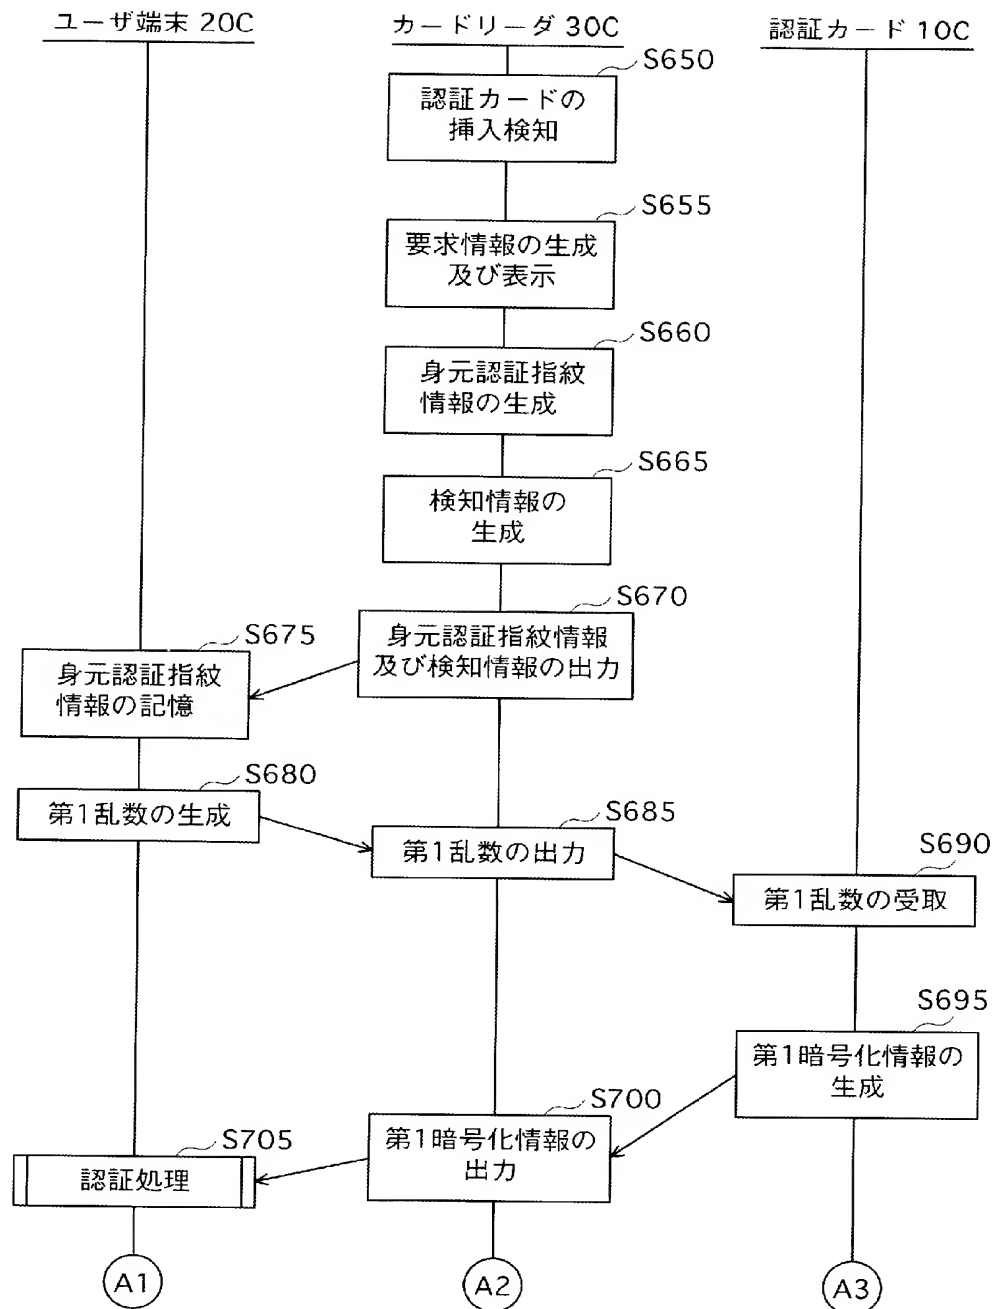 ユーザ端末 20C
カードリーダ 30C
認証カード 10C
S650
認証カードの
挿入検知
S655
要求情報の生成
及び表示
S660
身元認証指紋
情報の生成
S665
検知情報の
生成
S670
身元認証指紋情報
及び検知情報の出力
S675
身元認証指紋
情報の記憶
S680
第1乱数の生成
S685
第1乱数の出力
S690
第1乱数の受取
S695
第1暗号化情報の
生成
S700
第1暗号化情報の
出力
S705
認証処理
A1
A2
A3